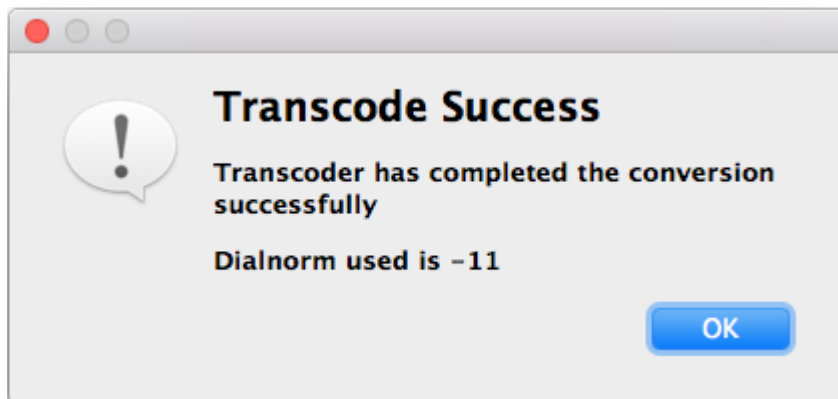 Transcode Success
Transcoder has completed the conversion
successfully
Dialnorm used is -11
OK